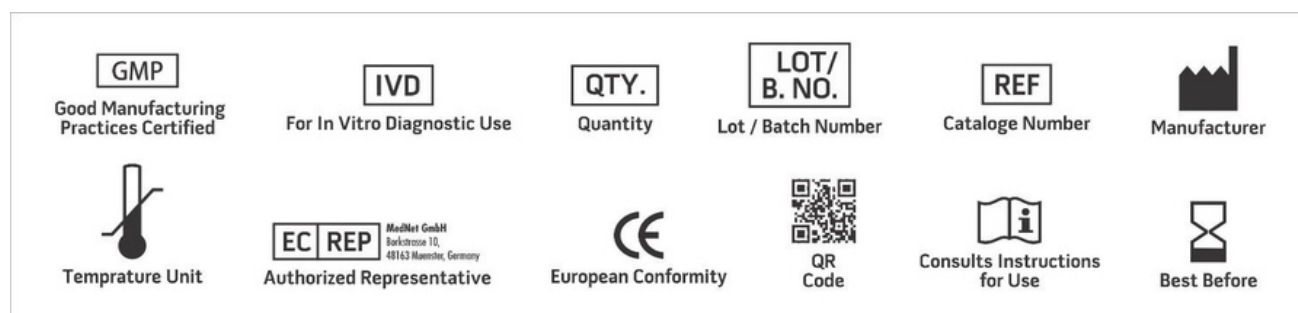 GMP
Good Manufacturing
Practices Certified
IVD
For In Vitro Diagnostic Use
QTY.
Quantity
LOT/
B. NO.
Lot / Batch Number
REF
Cataloge Number
Manufacturer
Temprature Unit
EC REP
MedNet GmbH
Borkstrasse 10,
48163 Muenster, Germany
Authorized Representative
CE
European Conformity
QR
Code
i
Consults Instructions
for Use
Best Before